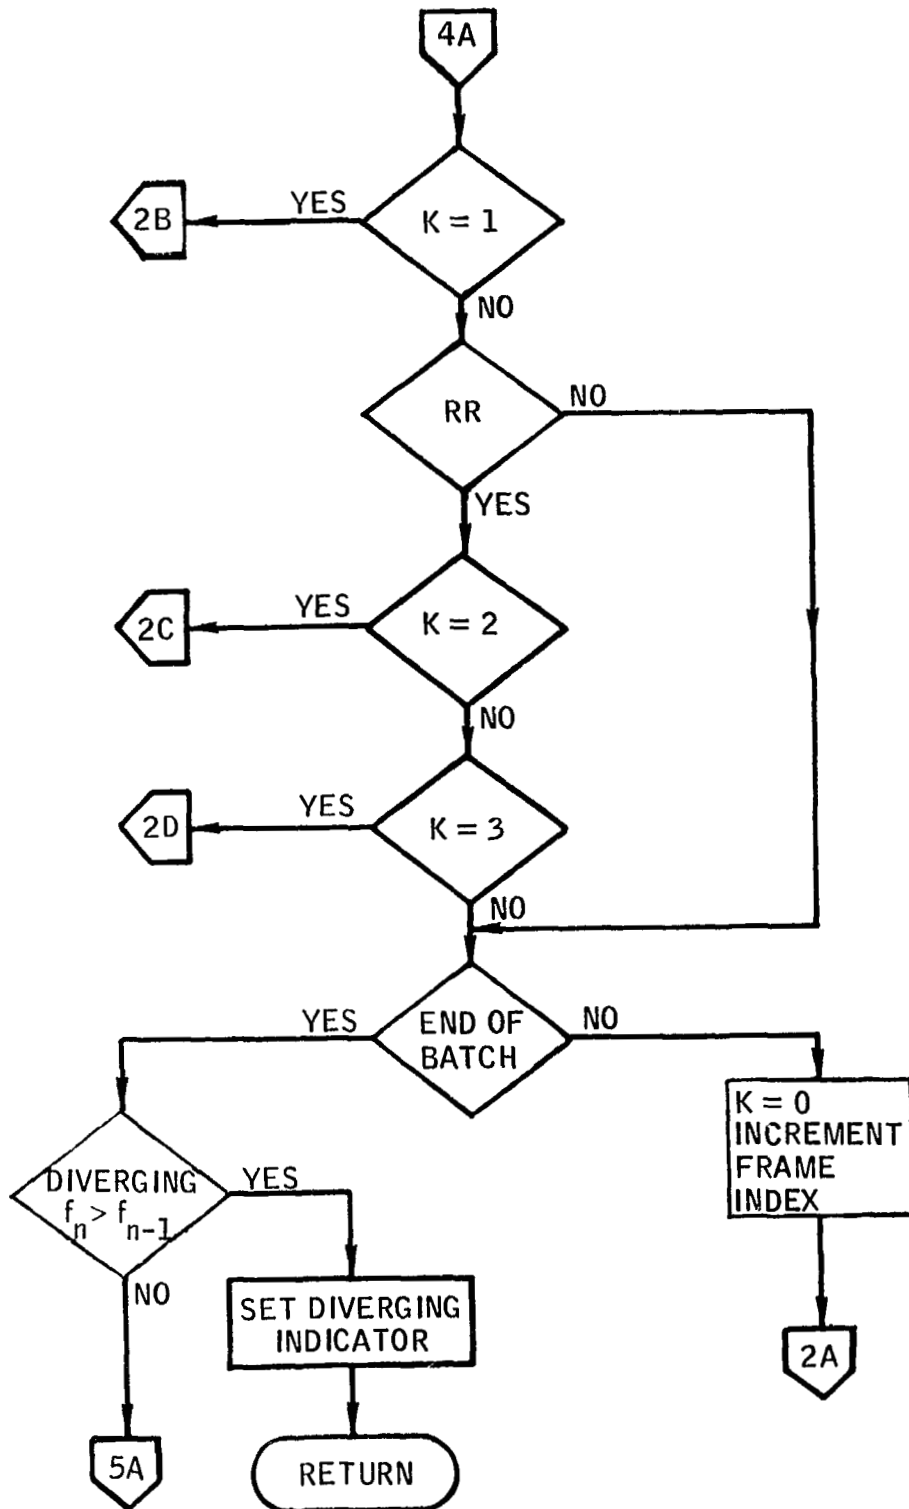 4A
K = 1
YES
2B
NO
RR
NO
YES
K = 2
YES
2C
NO
K = 3
YES
2D
NO
END OF
BATCH
YES
NO
K = 0
INCREMENT
FRAME
INDEX
DIVERGING
fn > fn-1
YES
NO
SET DIVERGING
INDICATOR
2A
5A
RETURN